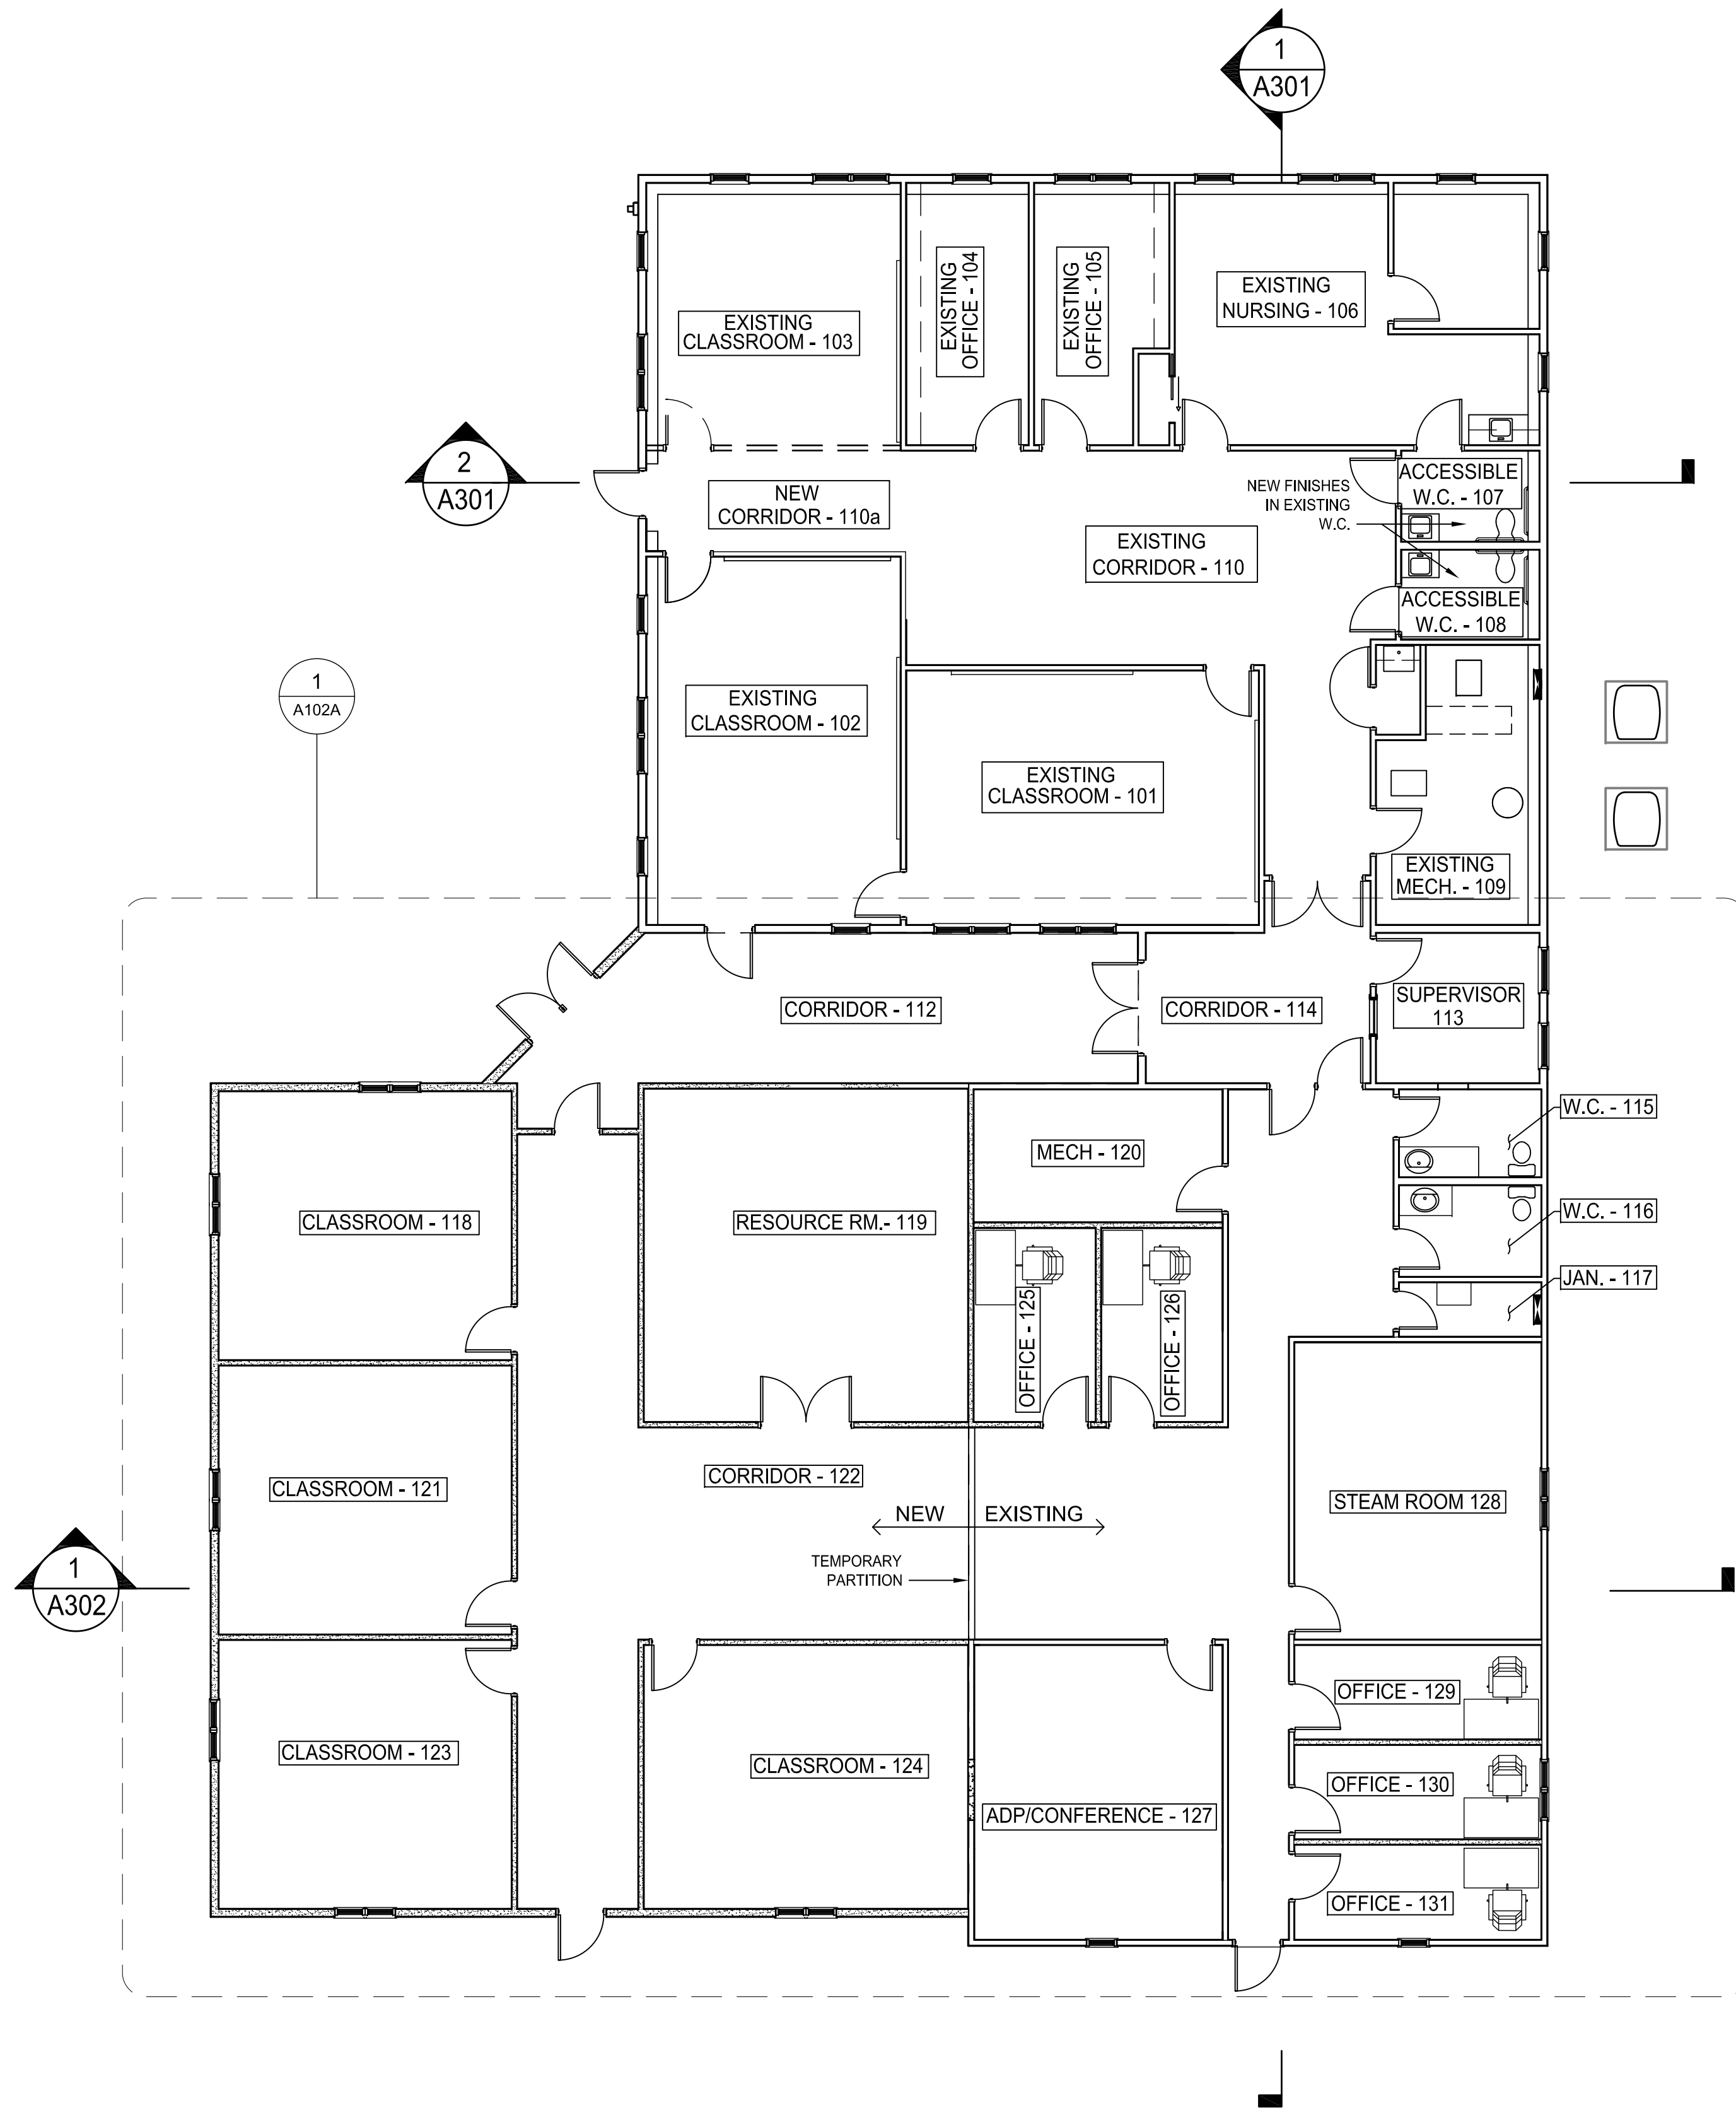 1
A301
EXISTING
OFFICE - 104
EXISTING
OFFICE - 105
EXISTING
NURSING - 106
EXISTING
CLASSROOM - 103
2
A301
NEW
CORRIDOR - 110a
NEW FINISHES
IN EXISTING
W.C.
ACCESSIBLE
W.C. - 107
EXISTING
CORRIDOR - 110
ACCESSIBLE
W.C. - 108
1
A102A
EXISTING
CLASSROOM - 102
EXISTING
CLASSROOM - 101
EXISTING
MECH. - 109
CORRIDOR - 112
CORRIDOR - 114
SUPERVISOR
113
W.C. - 115
MECH - 120
CLASSROOM - 118
RESOURCE RM.- 119
W.C. - 116
JAN. - 117
OFFICE - 125
OFFICE - 126
CORRIDOR - 122
CLASSROOM - 121
STEAM ROOM 128
NEW
EXISTING
TEMPORARY
PARTITION
1
A302
OFFICE - 129
CLASSROOM - 123
CLASSROOM - 124
OFFICE - 130
ADP/CONFERENCE - 127
OFFICE - 131